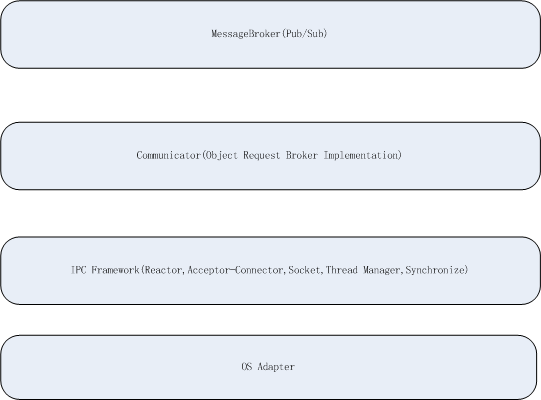 MessageBroker(Pub/Sub)
Communicator(Object Request Broker Implementation)
IPC Framework(Reactor,Acceptor-Connector,Socket,Thread Manager,Synchronize)
OS Adapter